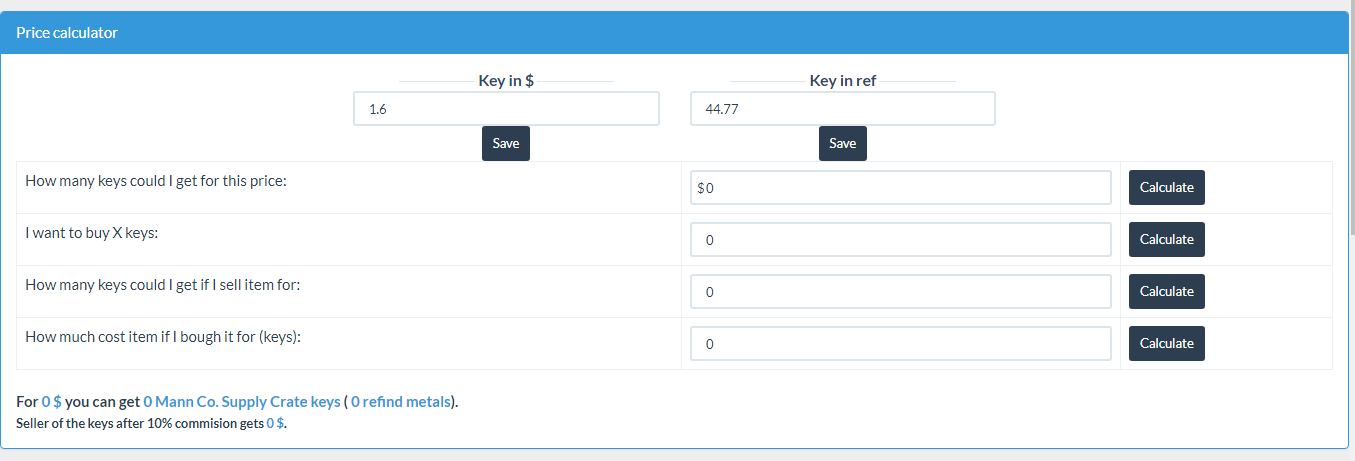 Price calculator
Key in $ Key in ref
1.6 44.77
Save Save
How many keys could I get for this price: $0 Calculate
I want to buy X keys: 0 Calculate
How many keys could I get if I sell item for: 0 Calculate
How much cost item if I bough it for (keys): 0 Calculate
For 0 $ you can get 0 Mann Co. Supply Crate keys ( 0 refind metals).
Seller of the keys after 10% commision gets 0 $.